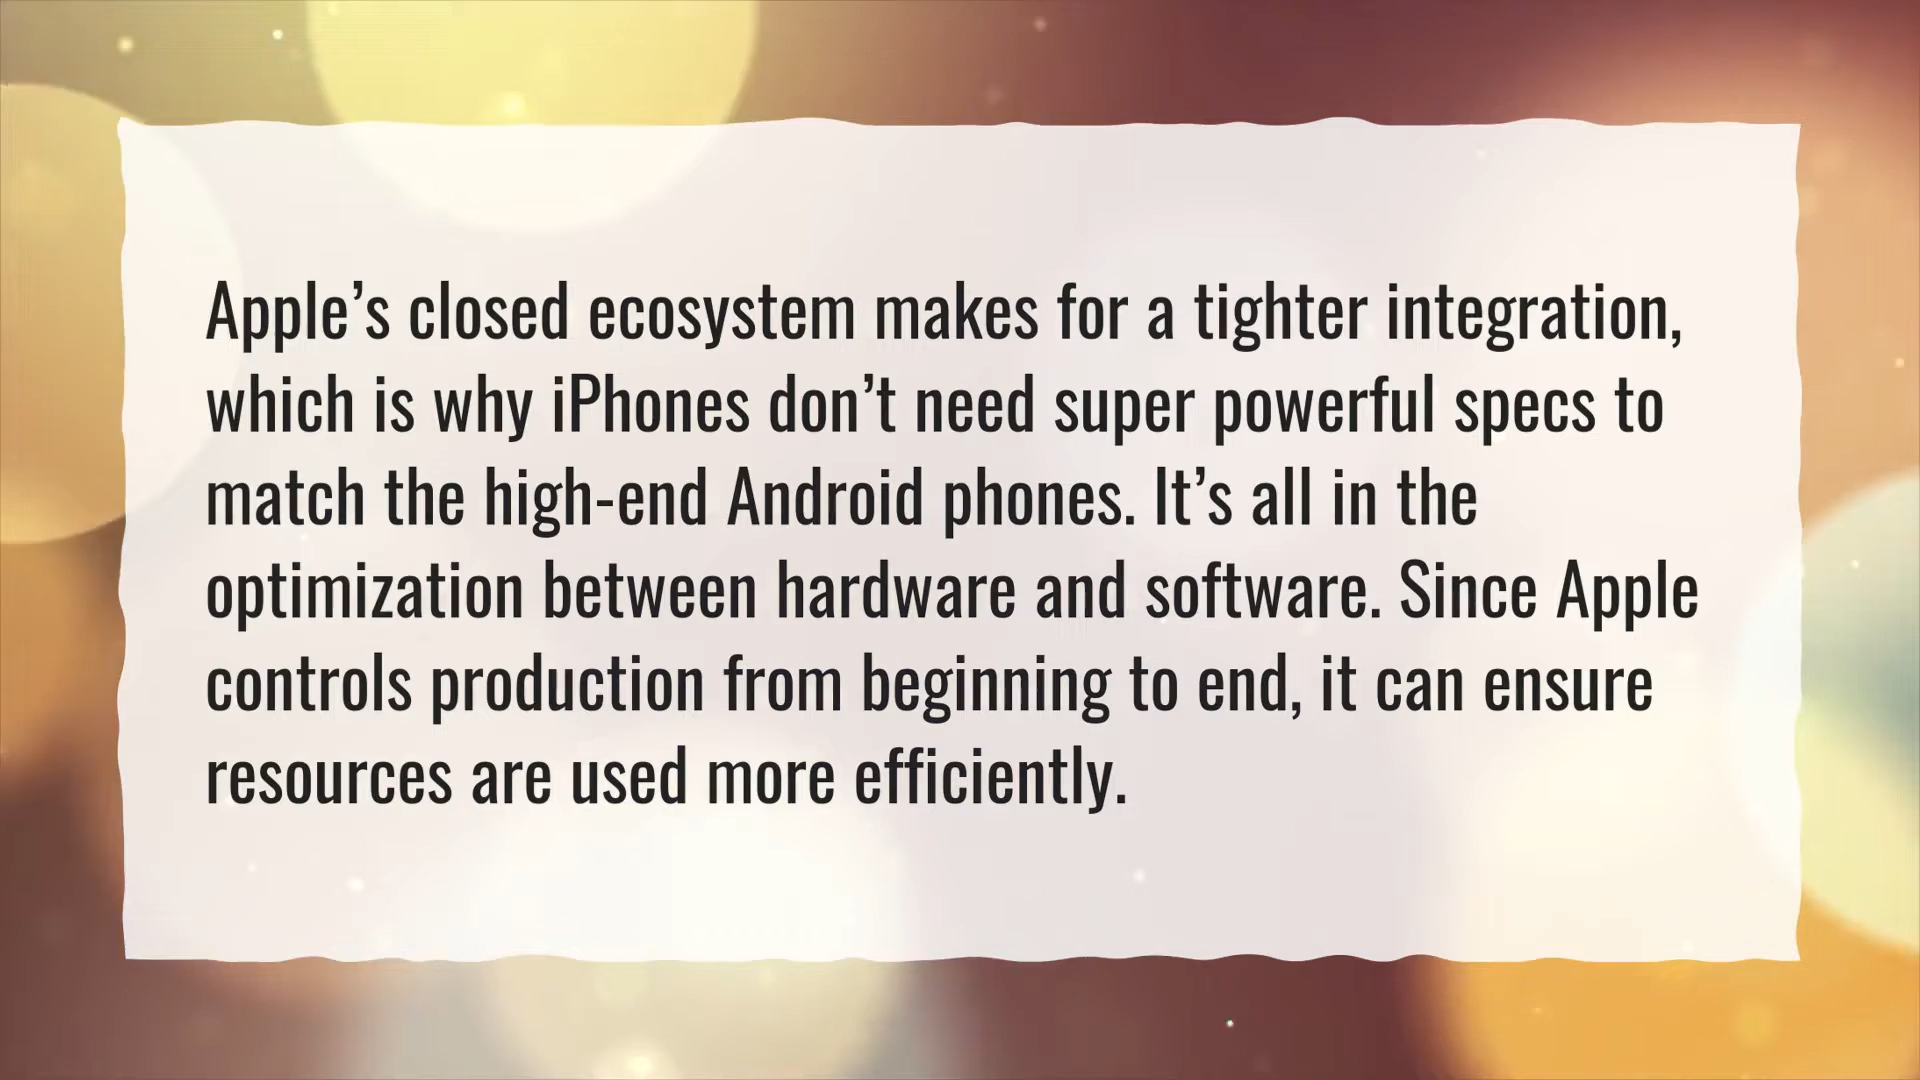 Apple’s closed ecosystem makes for a tighter integration,
which is why iPhones don’t need super powerful specs to
match the high-end Android phones. It’s all in the
optimization between hardware and software. Since Apple
controls production from beginning to end, it can ensure
resources are used more efficiently.